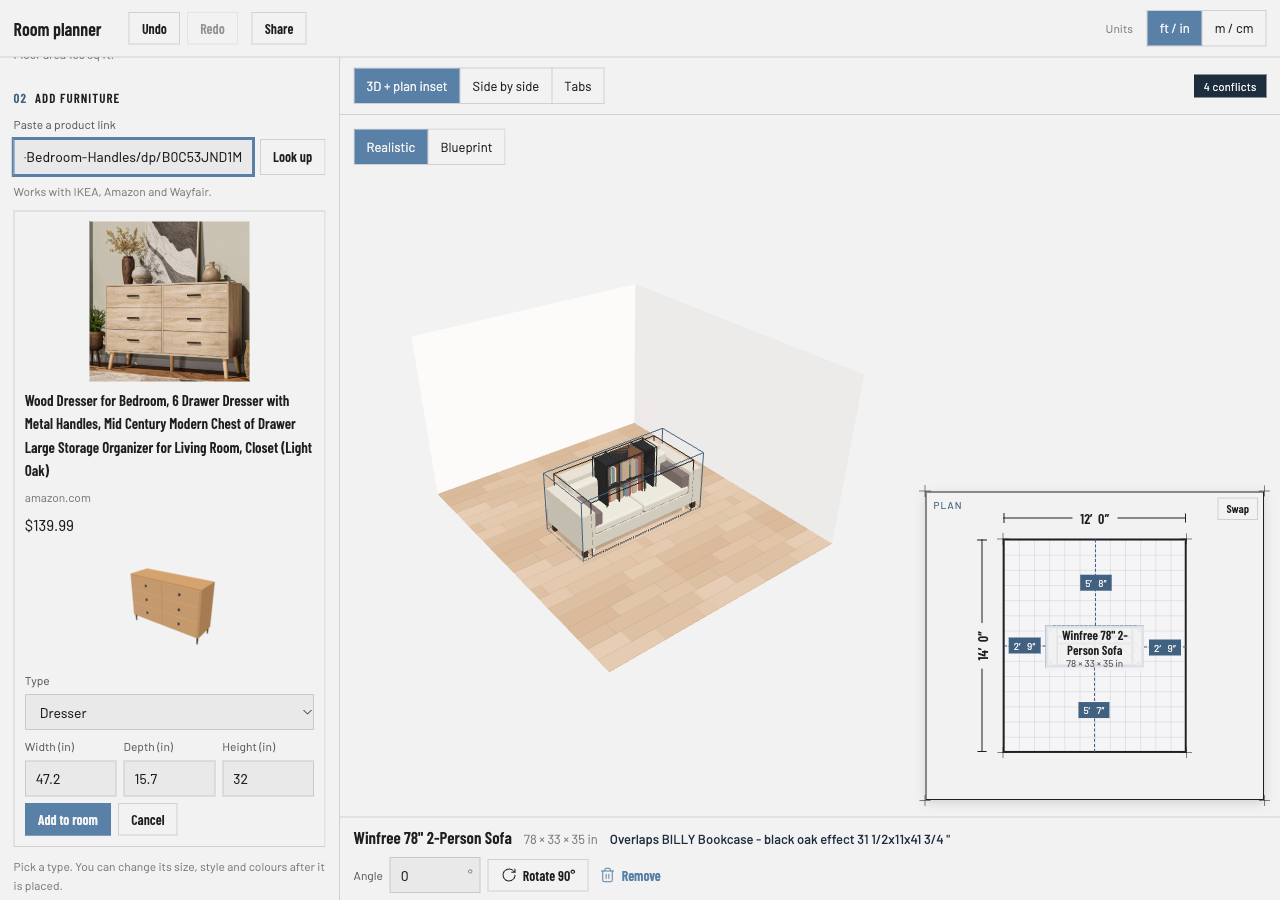 Room planner
Undo
Redo
Share
Units
ft / in
m / cm
02 ADD FURNITURE
Paste a product link
-Bedroom-Handles/dp/B0C53JND1M
Look up
Works with IKEA, Amazon and Wayfair.
Wood Dresser for Bedroom, 6 Drawer Dresser with
Metal Handles, Mid Century Modern Chest of Drawer
Large Storage Organizer for Living Room, Closet (Light
Oak)
amazon.com
$139.99
Type
Dresser
Width (in)
Depth (in)
Height (in)
47.2
15.7
32
Add to room
Cancel
Pick a type. You can change its size, style and colours after it
is placed.
3D + plan inset
Side by side
Tabs
4 conflicts
Realistic
Blueprint
PLAN
Swap
12′ 0″
14′ 0″
5′ 8″
2′ 9″
Winfree 78" 2-
Person Sofa
78 × 33 × 35 in
2′ 9″
5′ 7″
Winfree 78" 2-Person Sofa
78 × 33 × 35 in
Overlaps BILLY Bookcase - black oak effect 31 1/2x11x41 3/4 "
Angle
0
°
Rotate 90°
Remove